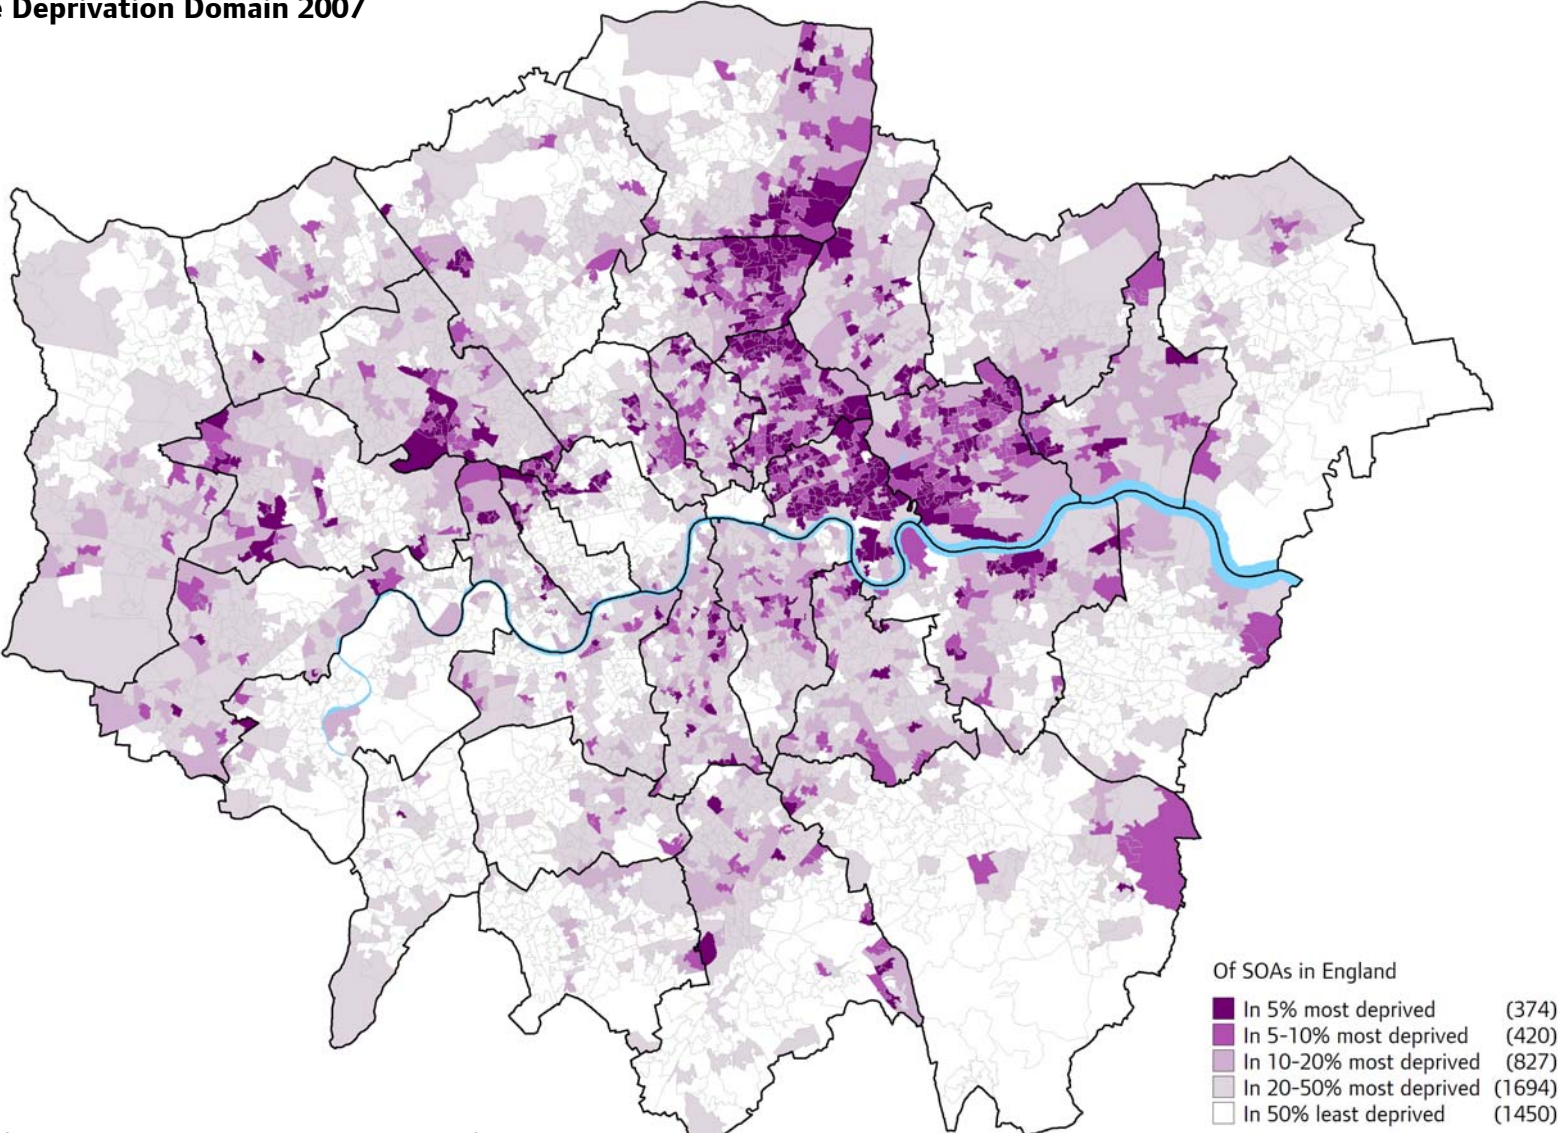 e Deprivation Domain 2007
Of SOAs in England
In 5% most deprived (374)
In 5-10% most deprived (420)
In 10-20% most deprived (827)
In 20-50% most deprived (1694)
In 50% least deprived (1450)